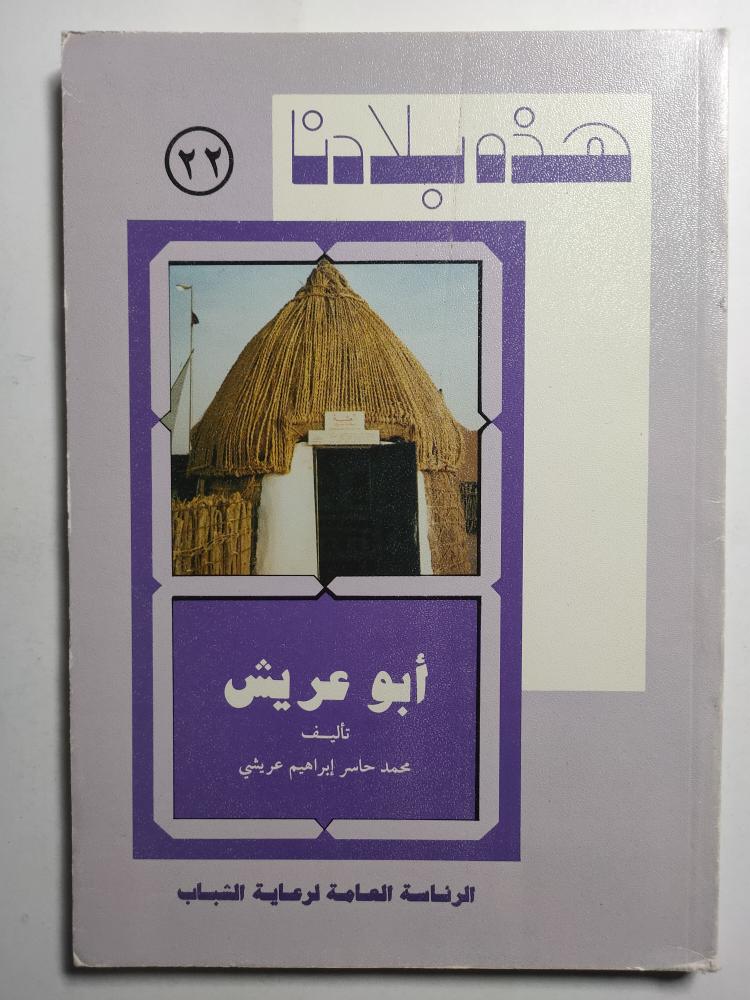 هذه بلادنا
٢٢
أبو عريش
تأليف
محمد حاسر إبراهيم عريشي
الرئاسة العامة لرعاية الشباب